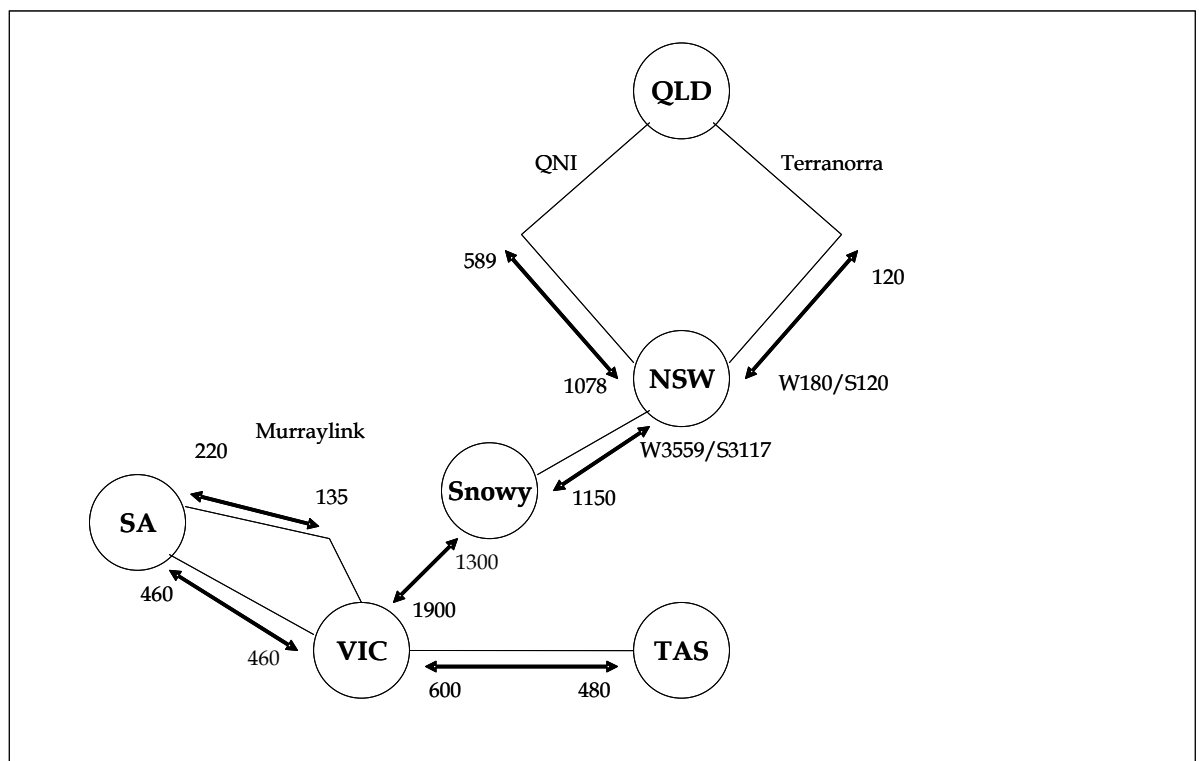 QLD
QNI
Terranorra
589
120
1078
NSW
W180/S120
Murraylink
W3559/S3117
220
Snowy
1150
135
SA
1300
460
1900
460
VIC
TAS
600
480